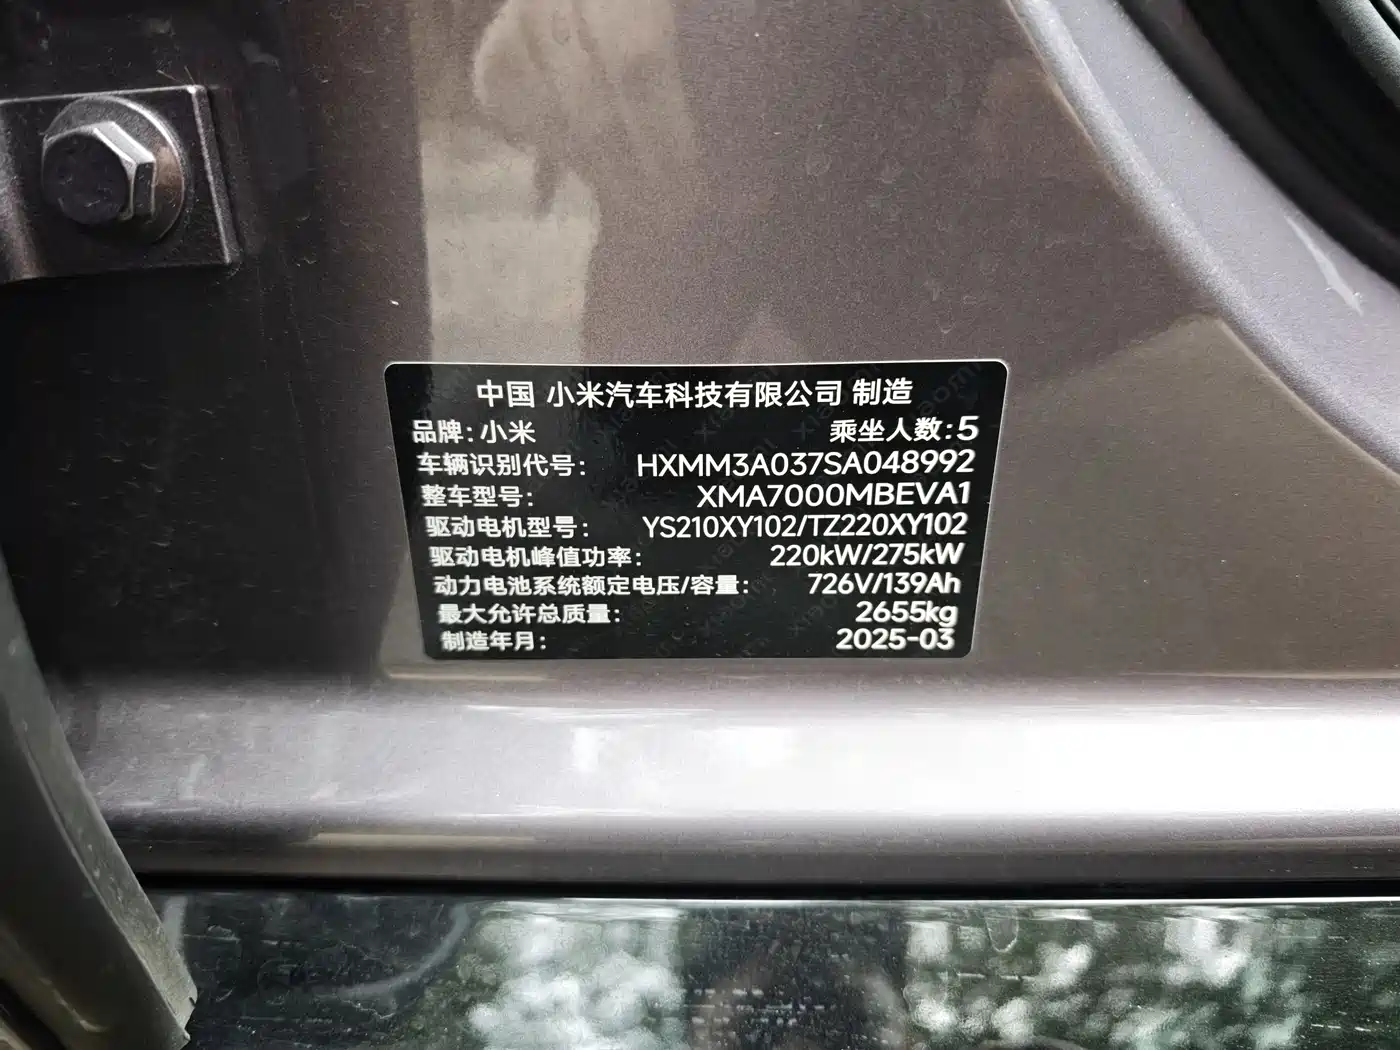 中国 小米汽车科技有限公司 制造
品牌:小米 乘坐人数:5
车辆识别代号: HXMM3A037SA048992
整车型号: XMA7000MBEVA1
驱动电机型号: YS210XY102/TZ220XY102
驱动电机峰值功率: 220kW/275kW
动力电池系统额定电压/容量: 726V/139Ah
最大允许总质量: 2655kg
制造年月: 2025-03